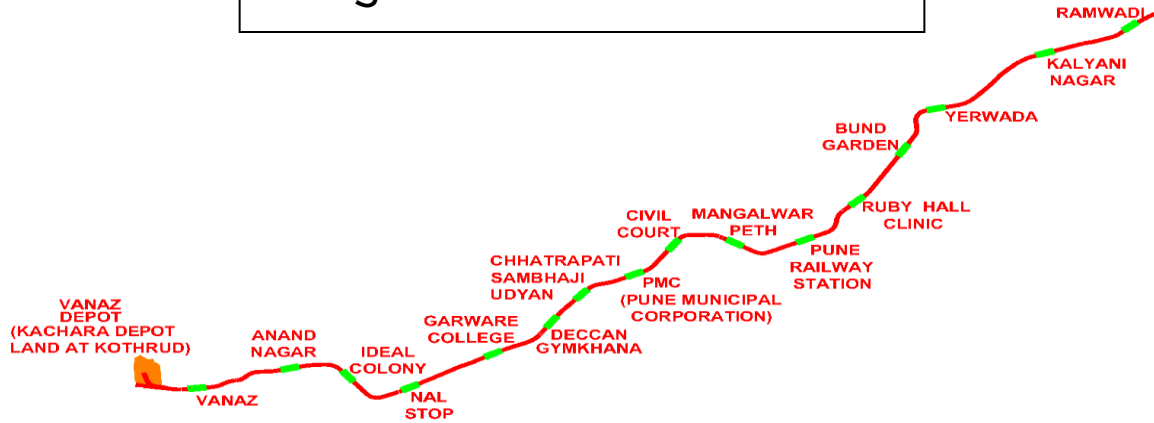 RAMWADI
KALYANI
NAGAR
YERWADA
BUND
GARDEN
RUBY HALL
CLINIC
CIVIL
COURT
MANGALWAR
PETH
PUNE
RAILWAY
STATION
CHHATRAPATI
SAMBHAJI
UDYAN
PMC
(PUNE MUNICIPAL
CORPORATION)
GARWARE
COLLEGE
DECCAN
GYMKHANA
VANAZ
DEPOT
(KACHARA DEPOT
LAND AT KOTHRUD)
ANAND
NAGAR
IDEAL
COLONY
VANAZ
NAL
STOP